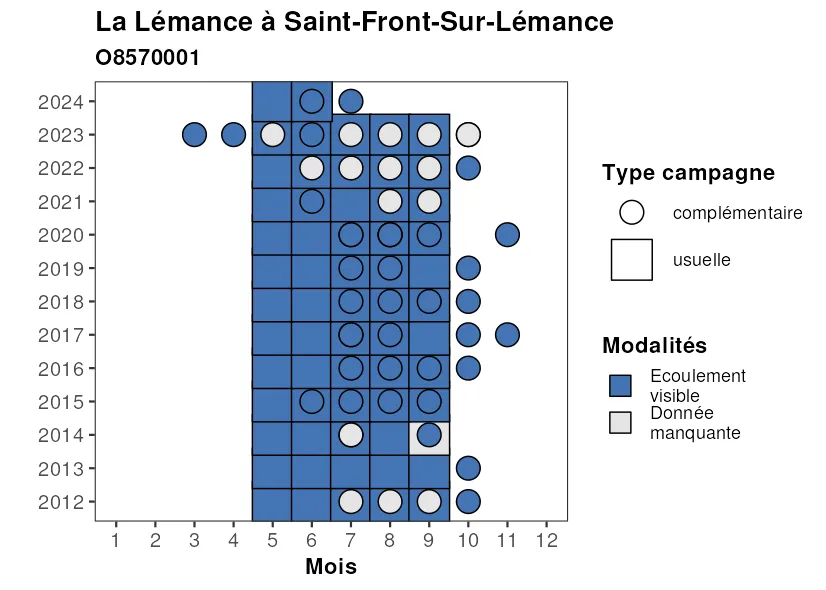 La Lémance à Saint-Front-Sur-Lémance
O8570001
2024
2023
2022
2021
2020
2019
2018
2017
2016
2015
2014
2013
2012
1 2 3 4 5 6 7 8 9 10 11 12
Mois
Type campagne
complémentaire
usuelle
Modalités
Ecoulement
visible
Donnée
manquante